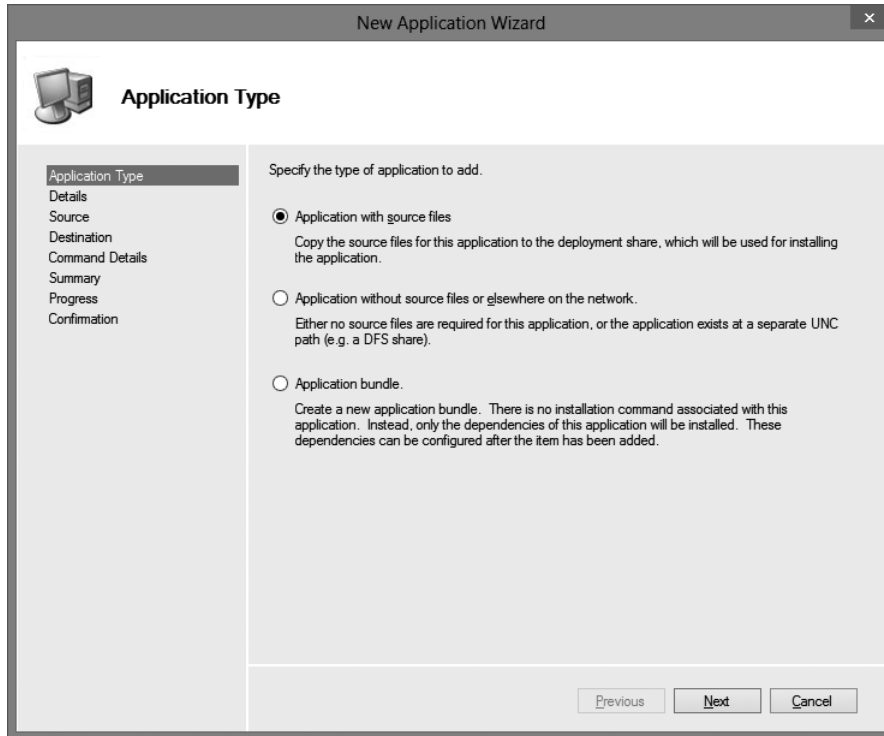 New Application Wizard
Application Type
Application Type
Details
Source
Destination
Command Details
Summary
Progress
Confirmation
Specify the type of application to add.
Application with source files
Copy the source files for this application to the deployment share, which will be used for installing
the application.
Application without source files or elsewhere on the network.
Either no source files are required for this application, or the application exists at a separate UNC
path (e.g. a DFS share).
Application bundle.
Create a new application bundle. There is no installation command associated with this
application. Instead, only the dependencies of this application will be installed. These
dependencies can be configured after the item has been added.
Previous
Next
Cancel